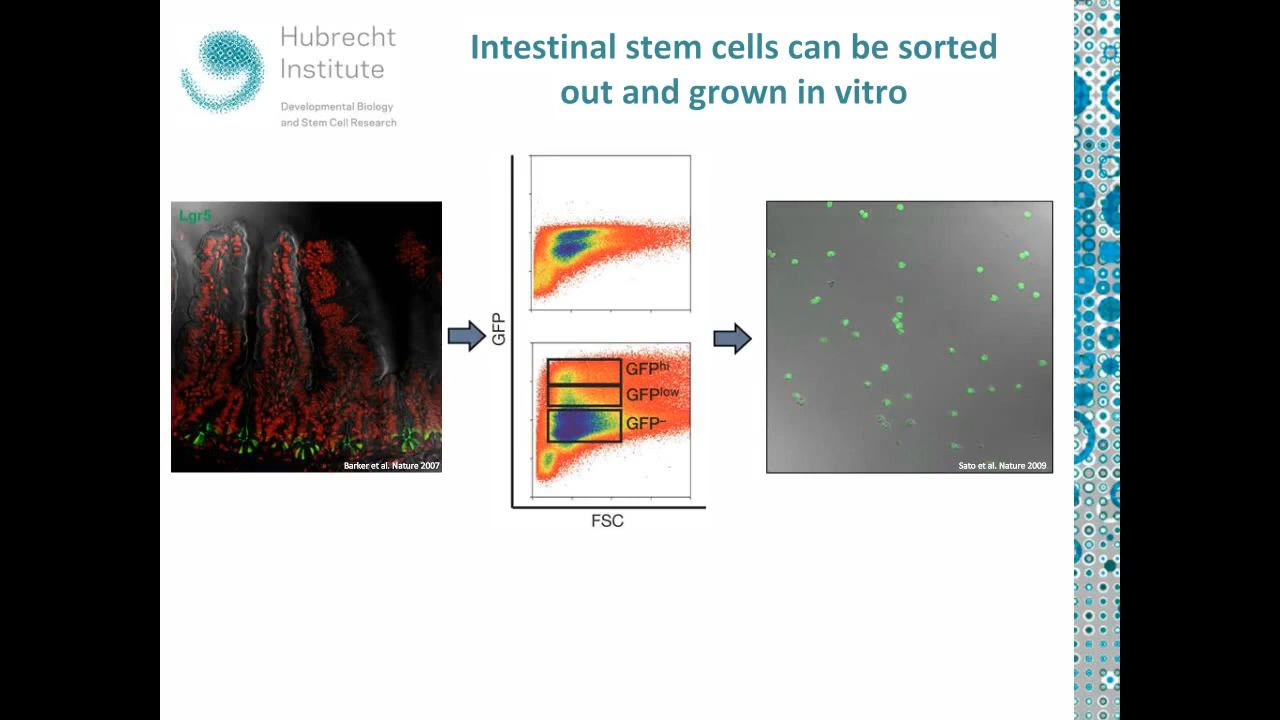 Hubrecht
Institute
Developmental Biology
and Stem Cell Research
Intestinal stem cells can be sorted
out and grown in vitro
Lgr5
Barker et al. Nature 2007
GFP
GFPhi
GFPlow
GFP–
FSC
Sato et al. Nature 2009